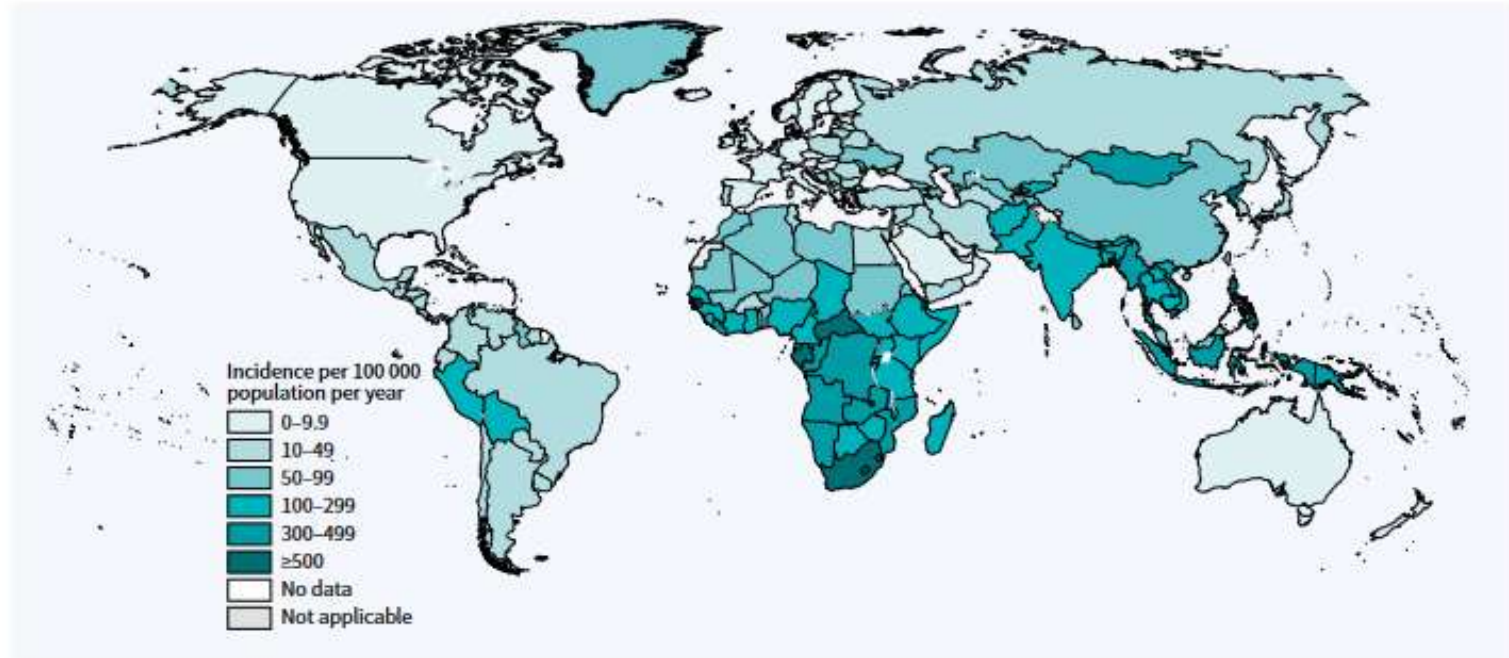 Incidence per 100 000
population per year
0–9.9
10–49
50–99
100–299
300–499
≥500
No data
Not applicable